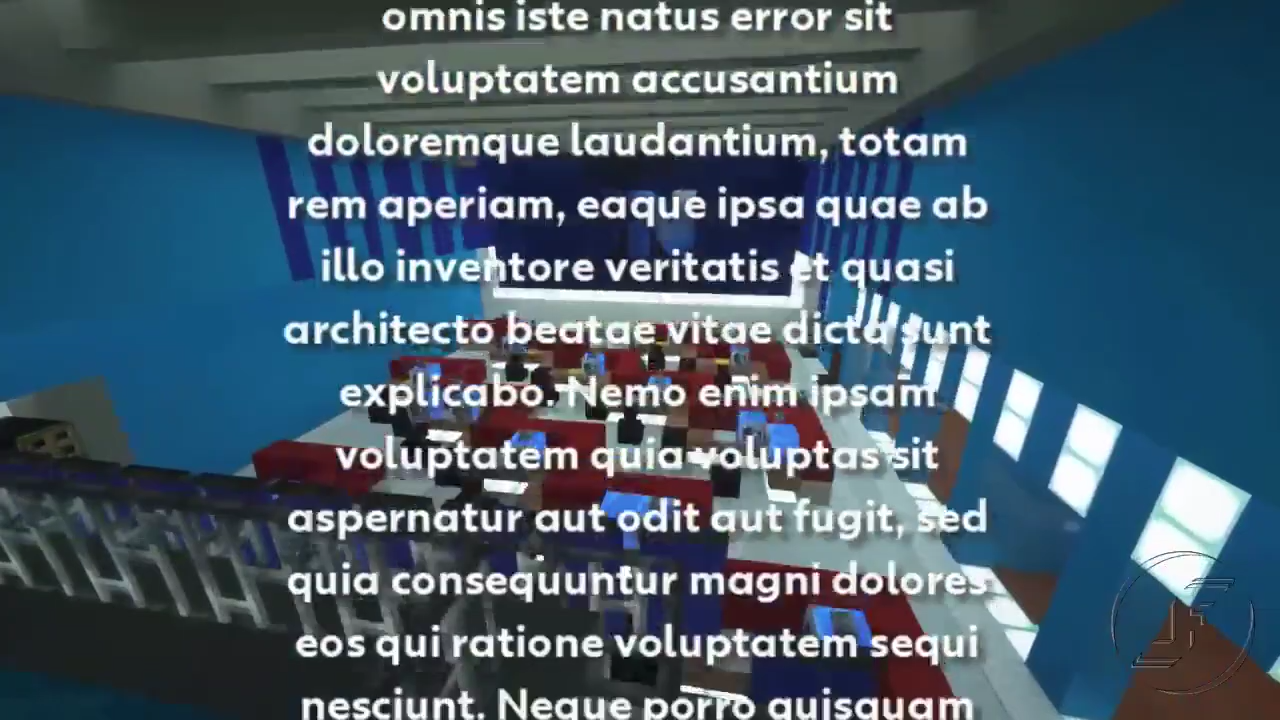 omnis iste natus error sit
voluptatem accusantium
doloremque laudantium, totam
rem aperiam, eaque ipsa quae ab
illo inventore veritatis et quasi
architecto beatae vitae dicta sunt
explicabo. Nemo enim ipsam
voluptatem quia voluptas sit
aspernatur aut odit aut fugit, sed
quia consequuntur magni dolores
eos qui ratione voluptatem sequi
nesciunt. Neque porro quisquam